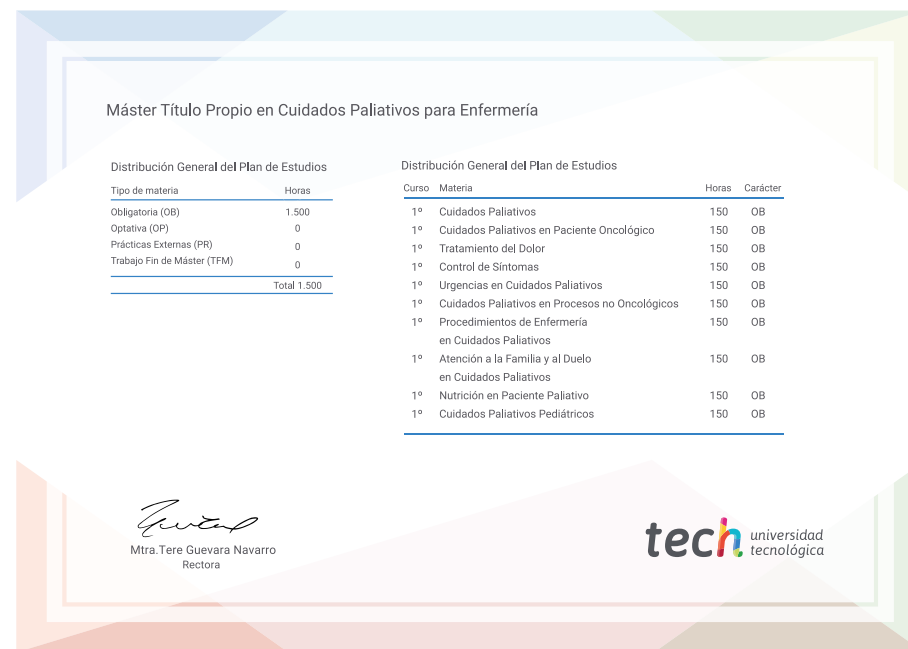 Máster Título Propio en Cuidados Paliativos para Enfermería
Distribución General del Plan de Estudios
Tipo de materia Horas
Obligatoria (OB) 1.500
Optativa (OP) 0
Prácticas Externas (PR) 0
Trabajo Fin de Máster (TFM) 0
Total 1.500
Distribución General del Plan de Estudios
Curso Materia Horas Carácter
1º Cuidados Paliativos 150 OB
1º Cuidados Paliativos en Paciente Oncológico 150 OB
1º Tratamiento del Dolor 150 OB
1º Control de Síntomas 150 OB
1º Urgencias en Cuidados Paliativos 150 OB
1º Cuidados Paliativos en Procesos no Oncológicos 150 OB
1º Procedimientos de Enfermería 150 OB
en Cuidados Paliativos
1º Atención a la Familia y al Duelo 150 OB
en Cuidados Paliativos
1º Nutrición en Paciente Paliativo 150 OB
1º Cuidados Paliativos Pediátricos 150 OB
Mtra.Tere Guevara Navarro
Rectora
tech universidad
tecnológica